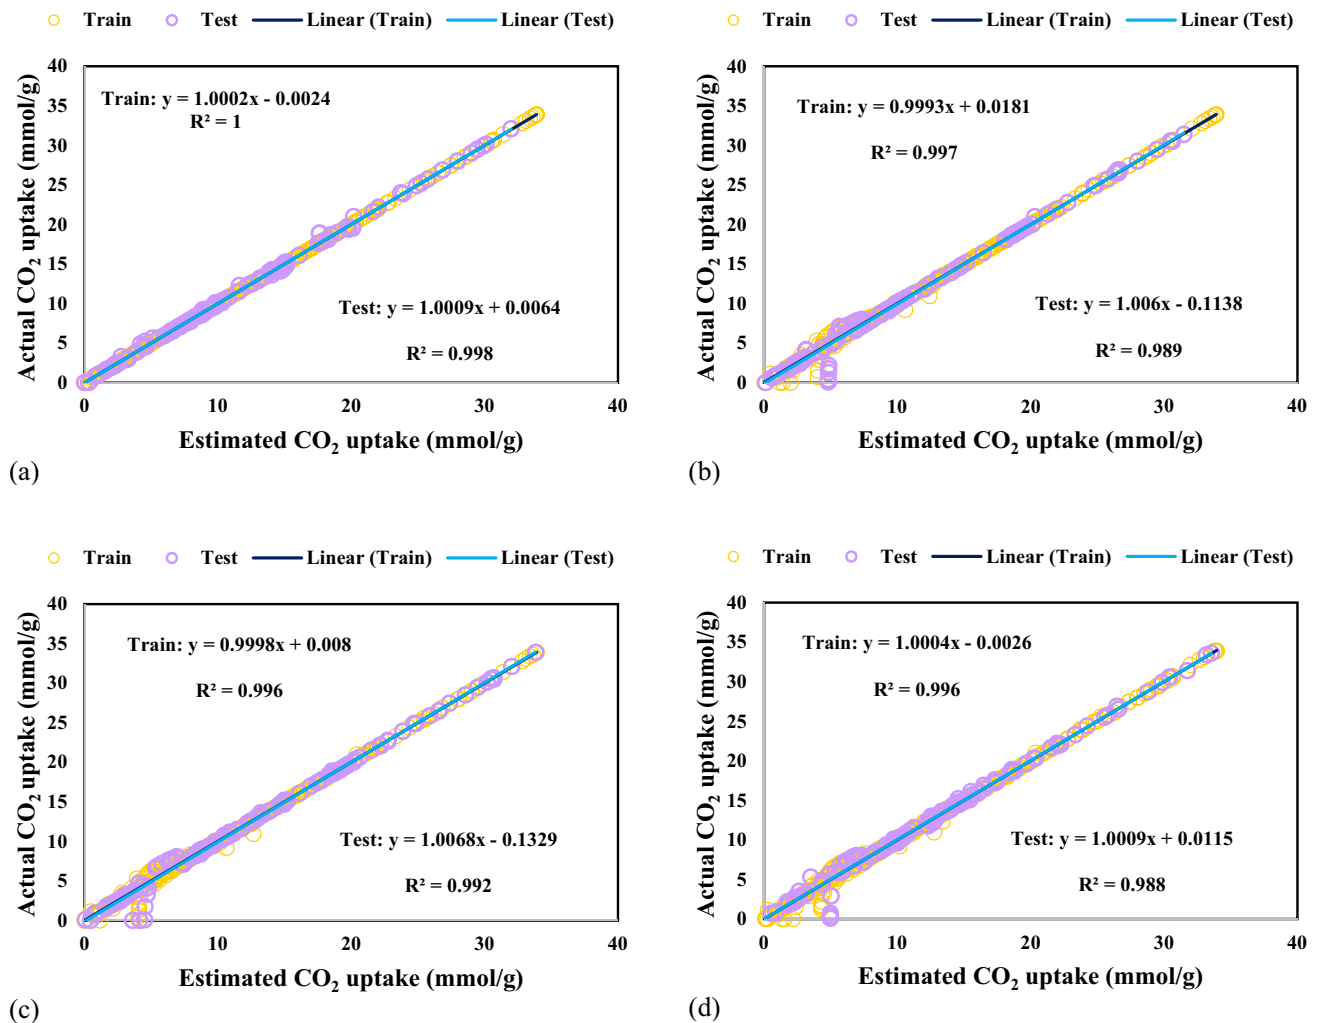 Train Test Linear (Train) Linear (Test)
40
35
30
25
20
15
10
5
0
Actual CO₂ uptake (mmol/g)
Train: y = 1.0002x - 0.0024
R² = 1
Test: y = 1.0009x + 0.0064
R² = 0.998
0 10 20 30 40
Estimated CO₂ uptake (mmol/g)
(a)
Train Test Linear (Train) Linear (Test)
40
35
30
25
20
15
10
5
0
Actual CO₂ uptake (mmol/g)
Train: y = 0.9993x + 0.0181
R² = 0.997
Test: y = 1.006x - 0.1138
R² = 0.989
0 10 20 30 40
Estimated CO₂ uptake (mmol/g)
(b)
Train Test Linear (Train) Linear (Test)
40
35
30
25
20
15
10
5
0
Actual CO₂ uptake (mmol/g)
Train: y = 0.9998x + 0.008
R² = 0.996
Test: y = 1.0068x - 0.1329
R² = 0.992
0 10 20 30 40
Estimated CO₂ uptake (mmol/g)
(c)
Train Test Linear (Train) Linear (Test)
40
35
30
25
20
15
10
5
0
Actual CO₂ uptake (mmol/g)
Train: y = 1.0004x - 0.0026
R² = 0.996
Test: y = 1.0009x + 0.0115
R² = 0.988
0 10 20 30 40
Estimated CO₂ uptake (mmol/g)
(d)